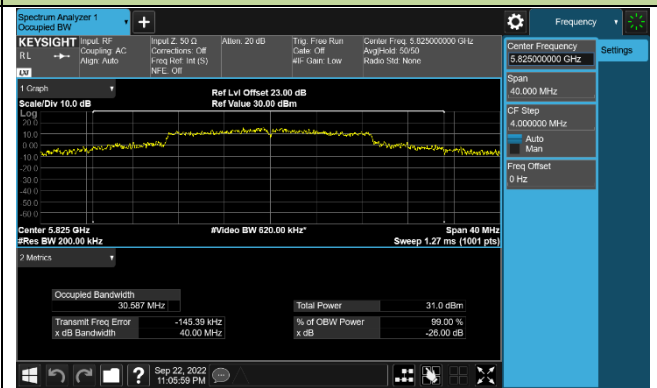 Spectrum Analyzer 1
Occupied BW
Frequency
KEYSIGHT
RL
LXI
Input: RF
Coupling: AC
Align: Auto
Input Z: 50 Ω
Corrections: Off
Freq Ref: Int (S)
NFE: Off
Atten: 20 dB
Trig: Free Run
Gate: Off
#IF Gain: Low
Center Freq: 5.825000000 GHz
Avg|Hold: 50/50
Radio Std: None
Center Frequency
5.825000000 GHz
Settings
Span
40.000 MHz
CF Step
4.000000 MHz
Auto
Man
Freq Offset
0 Hz
1 Graph
Scale/Div 10.0 dB
Ref Lvl Offset 23.00 dB
Ref Value 30.00 dBm
Log
20.0
10.0
0.00
-10.0
-20.0
-30.0
-40.0
-50.0
-60.0
Center 5.825 GHz
#Video BW 620.00 kHz*
Span 40 MHz
#Res BW 200.00 kHz
Sweep 1.27 ms (1001 pts)
2 Metrics
Occupied Bandwidth
30.587 MHz
Total Power 31.0 dBm
Transmit Freq Error -145.39 kHz
% of OBW Power 99.00 %
x dB Bandwidth 40.00 MHz
x dB -26.00 dB
Sep 22, 2022
11:05:59 PM